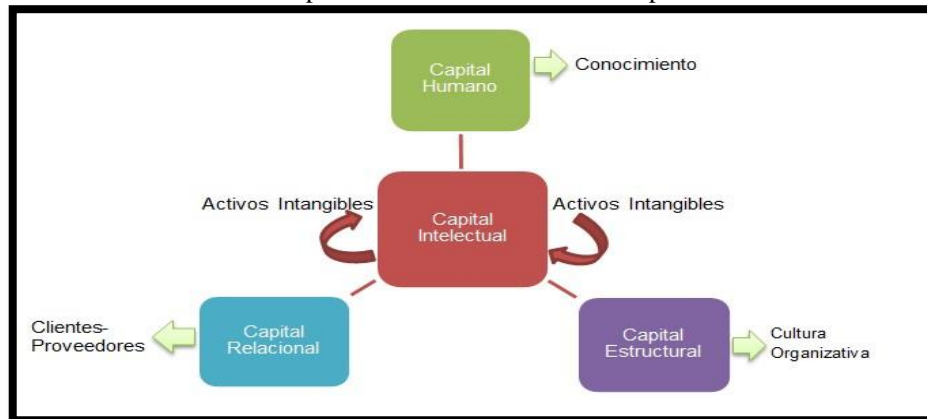 Capital
Humano
Conocimiento
Activos Intangibles
Activos Intangibles
Capital
Intelectual
Clientes-
Proveedores
Capital
Relacional
Capital
Estructural
Cultura
Organizativa